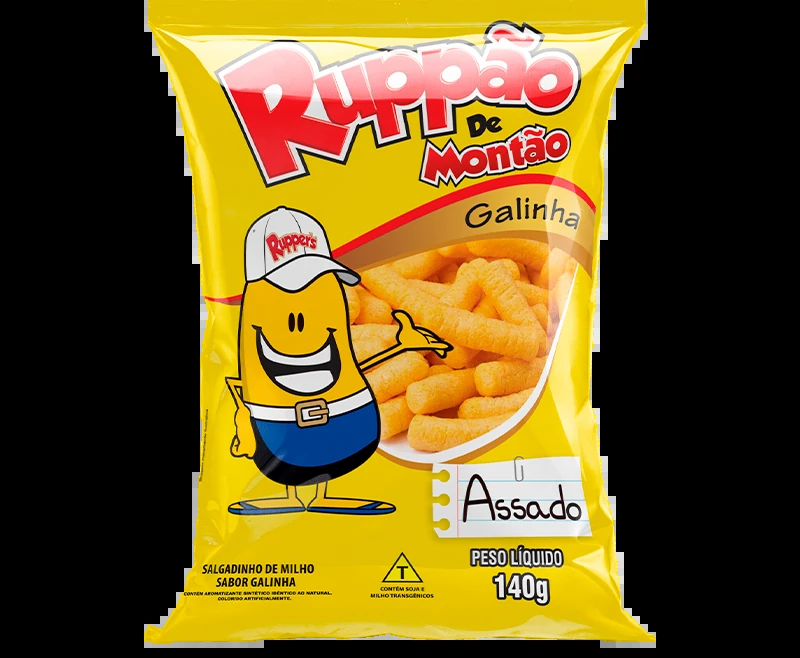 Ruppão
De
Montão
Galinha
Rupper's
Assado
PESO LÍQUIDO
140g
SALGADINHO DE MILHO
SABOR GALINHA
CONTÉM AROMATIZANTE SINTÉTICO IDÊNTICO AO NATURAL.
COLORIDO ARTIFICIALMENTE.
T
CONTÉM SOJA E
MILHO TRANSGÊNICOS